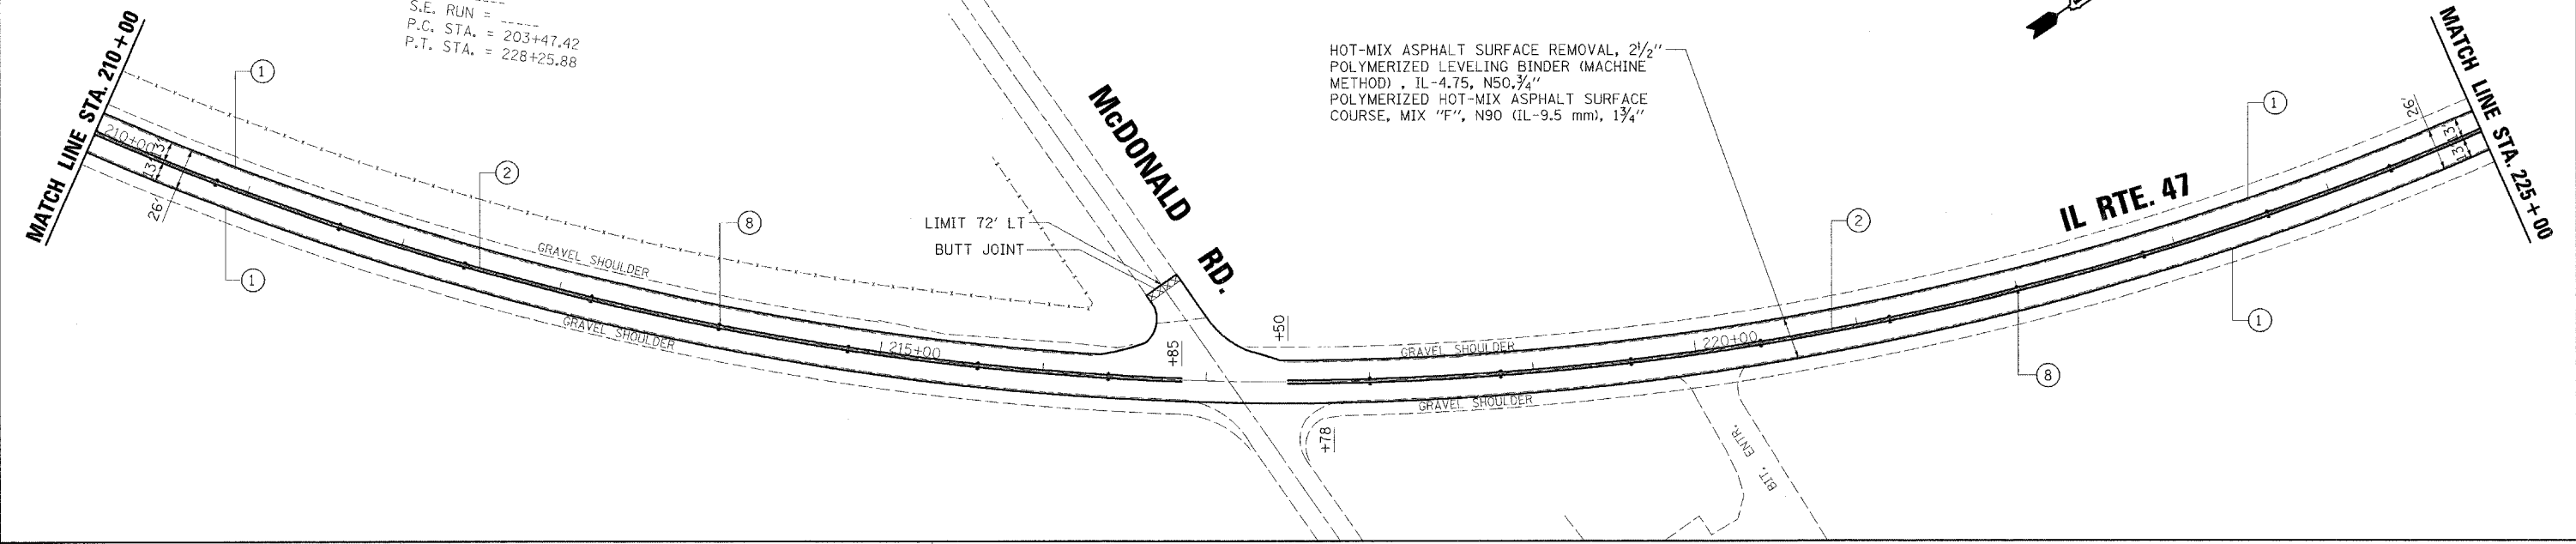 S.E. RUN = _____
P.C. STA. = 203+47.42
P.T. STA. = 228+25.88
MATCH LINE STA. 210+00
210+00
13'
13'
26'
1
1
2
8
GRAVEL SHOULDER
GRAVEL SHOULDER
215+00
LIMIT 72' LT
BUTT JOINT
McDONALD RD.
+85
+50
+78
HOT-MIX ASPHALT SURFACE REMOVAL, 2½"
POLYMERIZED LEVELING BINDER (MACHINE
METHOD) , IL-4.75, N50,¾"
POLYMERIZED HOT-MIX ASPHALT SURFACE
COURSE, MIX "F", N90 (IL-9.5 mm), 1¾"
GRAVEL SHOULDER
GRAVEL SHOULDER
220+00
BIT. ENTR.
2
8
IL RTE. 47
1
1
26'
13'
13'
MATCH LINE STA. 225+00